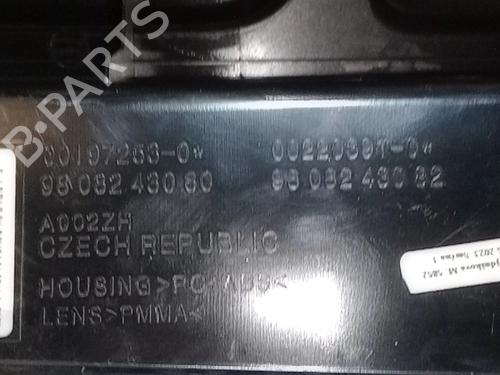 B-PARTS
00197263-0* 00220391-0*
98 082 430 80 98 082 430 82
A002ZH
CZECH REPUBLIC
HOUSING>PC+ABS<
LENS>PMMA<